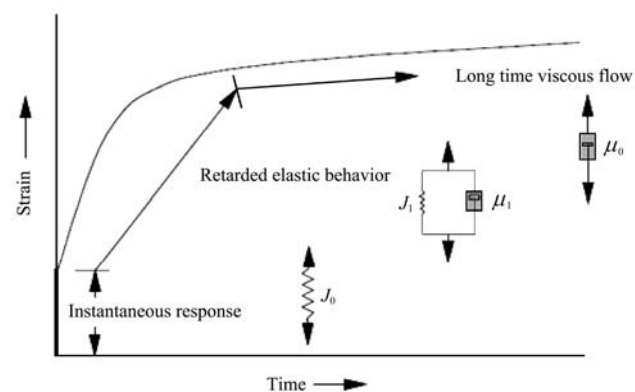 Long time viscous flow
μ₀
Retarded elastic behavior
J₁
μ₁
Strain
Instantaneous response
J₀
Time